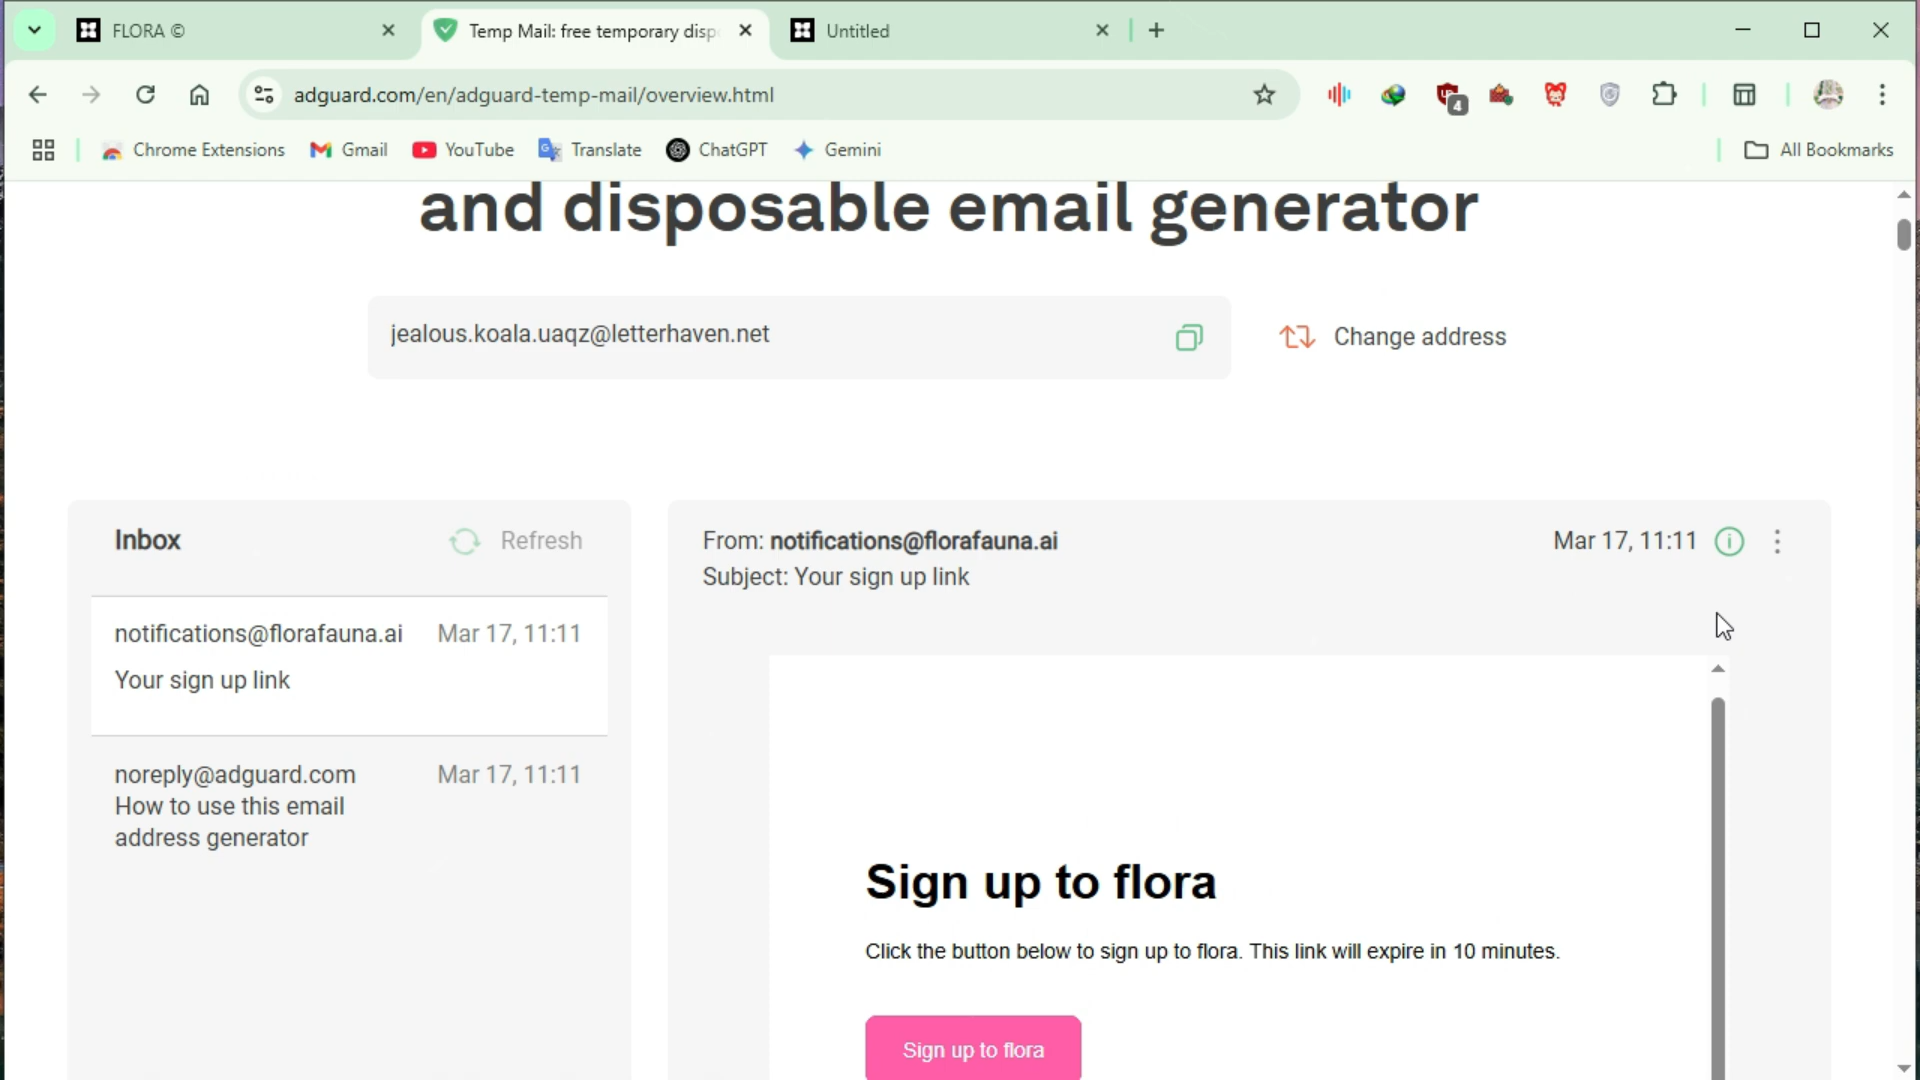 FLORA ©
Temp Mail: free temporary disp
Untitled
adguard.com/en/adguard-temp-mail/overview.html
4
Chrome Extensions
Gmail
YouTube
Translate
ChatGPT
Gemini
All Bookmarks
and disposable email generator
jealous.koala.uaqz@letterhaven.net
Change address
Inbox
Refresh
notifications@florafauna.ai Mar 17, 11:11
Your sign up link
noreply@adguard.com Mar 17, 11:11
How to use this email
address generator
From: notifications@florafauna.ai
Mar 17, 11:11
Subject: Your sign up link
Sign up to flora
Click the button below to sign up to flora. This link will expire in 10 minutes.
Sign up to flora